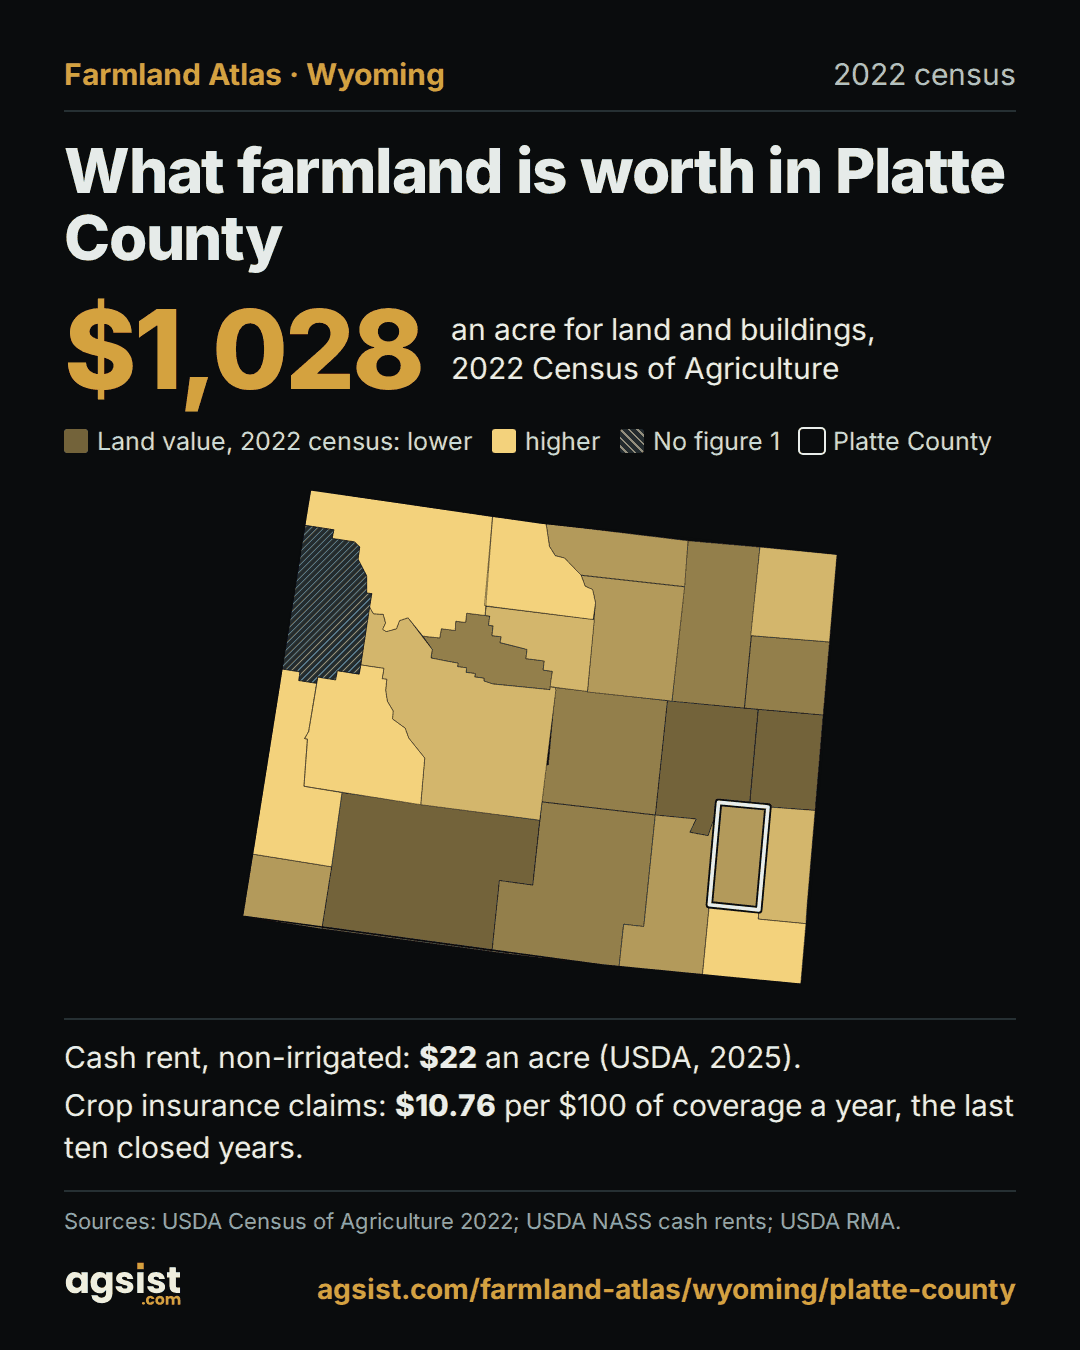 Farmland Atlas · Wyoming
2022 census
What farmland is worth in Platte
County
$1,028
an acre for land and buildings,
2022 Census of Agriculture
Land value, 2022 census: lower
higher
No figure 1
Platte County
Cash rent, non-irrigated: $22 an acre (USDA, 2025).
Crop insurance claims: $10.76 per $100 of coverage a year, the last
ten closed years.
Sources: USDA Census of Agriculture 2022; USDA NASS cash rents; USDA RMA.
agsist
.com
agsist.com/farmland-atlas/wyoming/platte-county